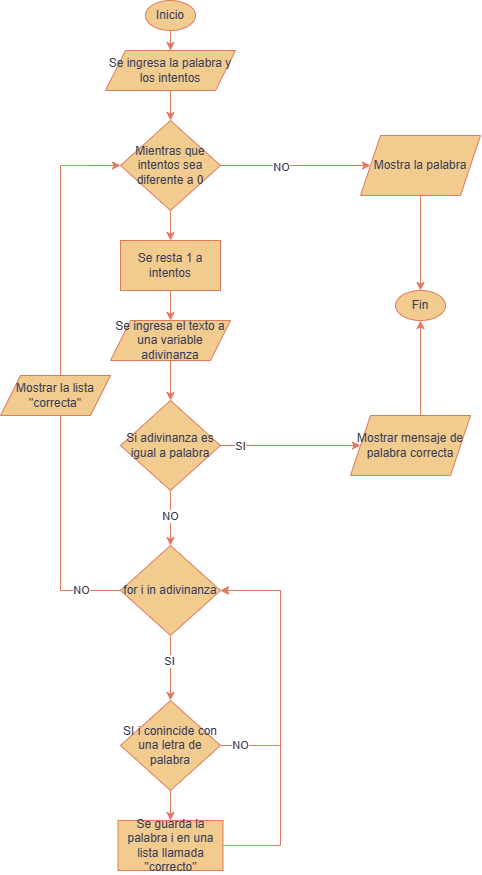 Inicio
Se ingresa la palabra y
los intentos
Mientras que
intentos sea
diferente a 0
NO
Mostra la palabra
Se resta 1 a
intentos
Fin
Se ingresa el texto a
una variable
adivinanza
Mostrar la lista
"correcta"
Si adivinanza es
igual a palabra
SI
Mostrar mensaje de
palabra correcta
NO
for i in adivinanza
NO
SI
SI i conincide con
una letra de
palabra
NO
Se guarda la
palabra i en una
lista llamada
"correcto"